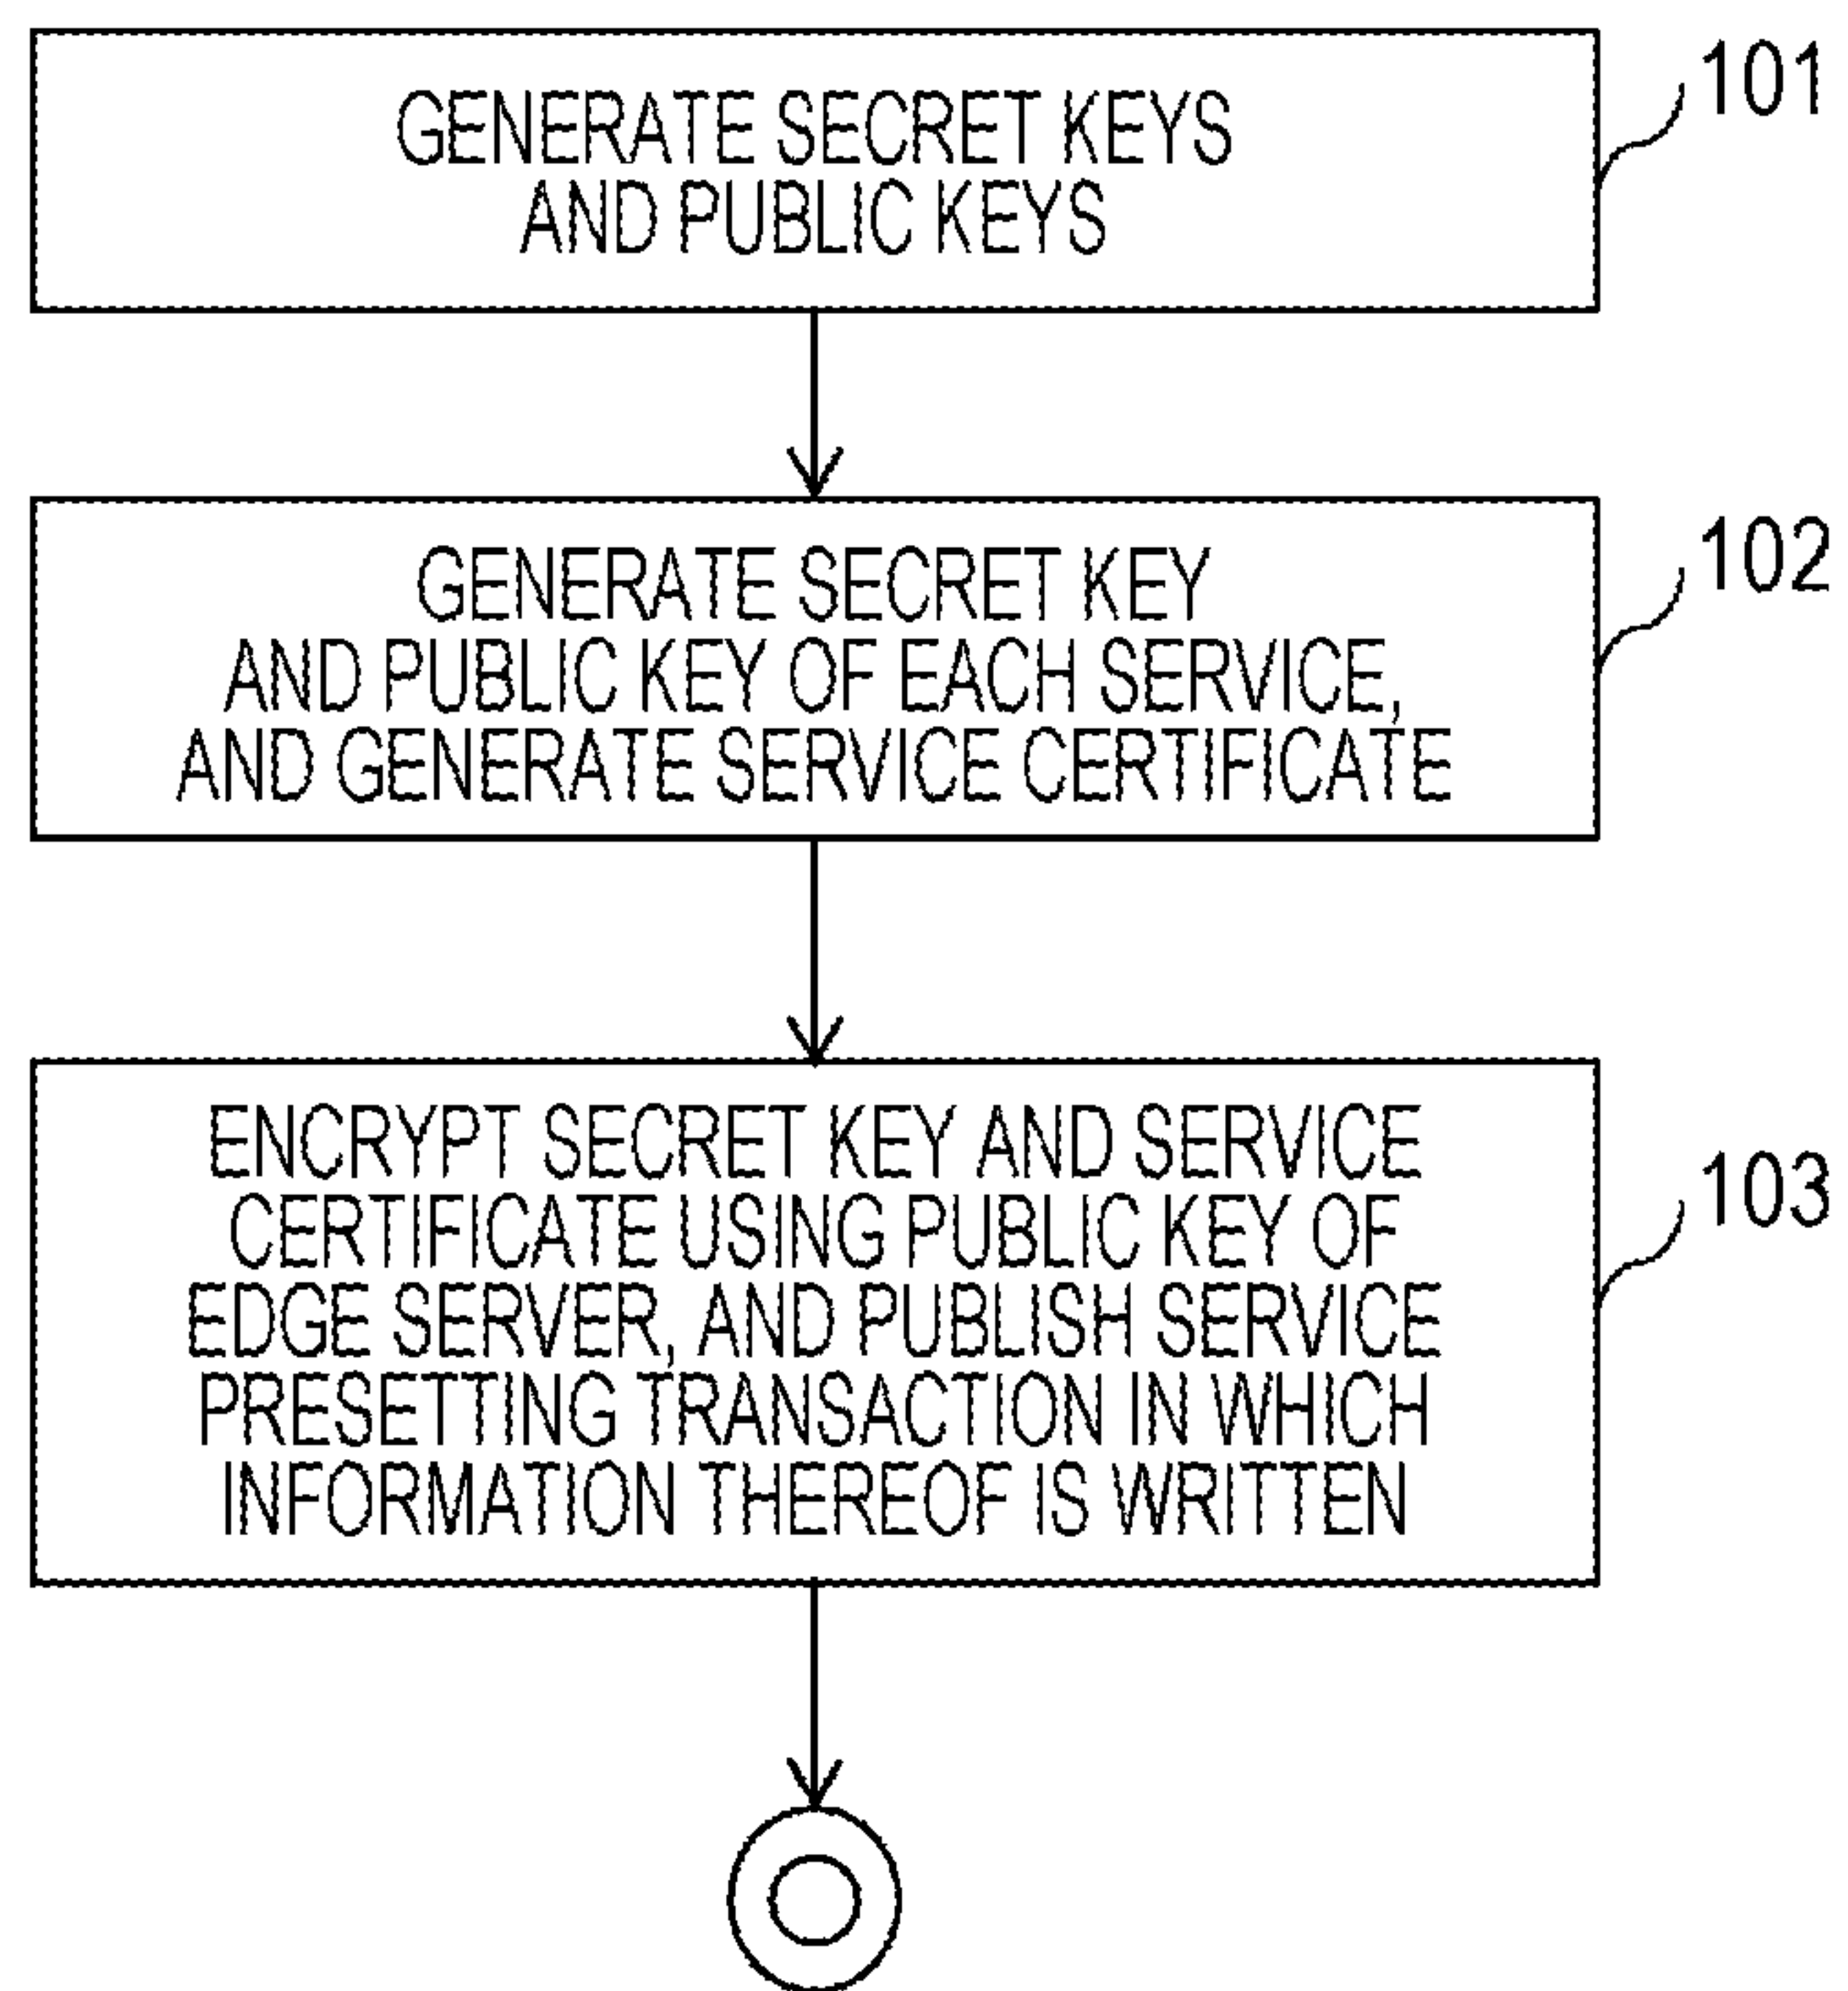 GENERATE SECRET KEYS
AND PUBLIC KEYS
101
GENERATE SECRET KEY
AND PUBLIC KEY OF EACH SERVICE,
AND GENERATE SERVICE CERTIFICATE
102
ENCRYPT SECRET KEY AND SERVICE
CERTIFICATE USING PUBLIC KEY OF
EDGE SERVER, AND PUBLISH SERVICE
PRESETTING TRANSACTION IN WHICH
INFORMATION THEREOF IS WRITTEN
103